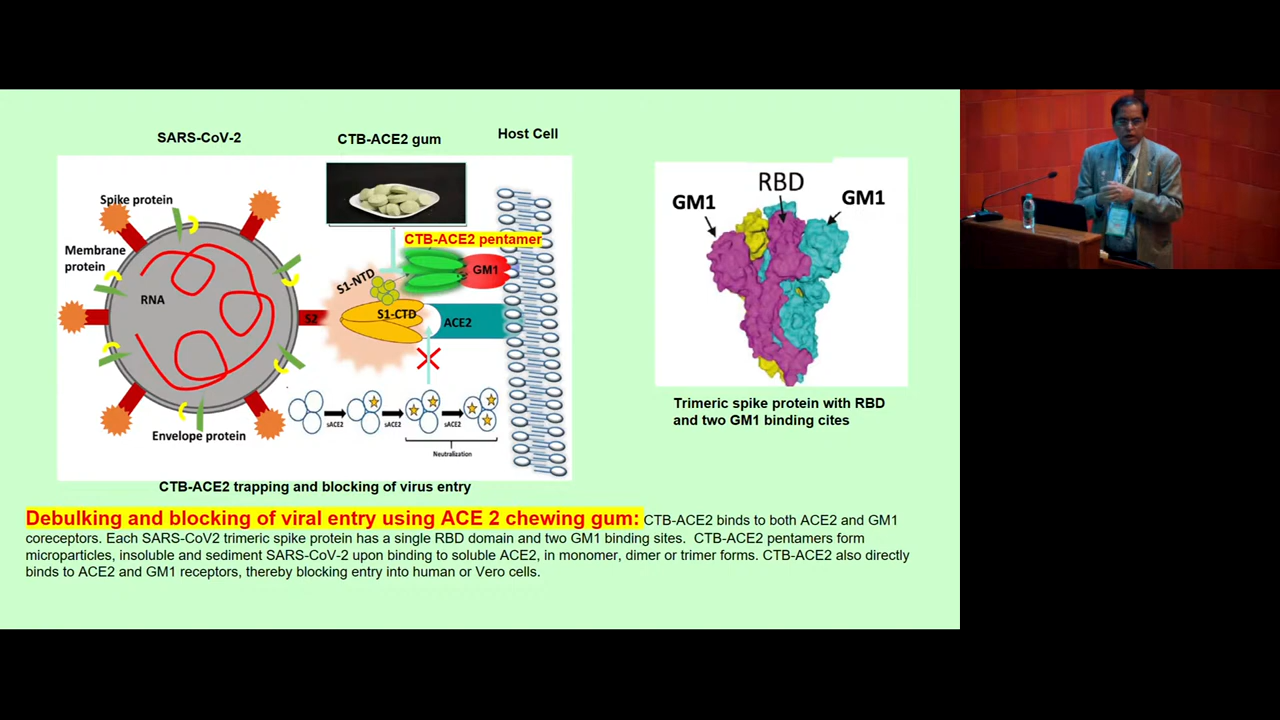 SARS-CoV-2
CTB-ACE2 gum
Host Cell
Spike protein
Membrane
protein
RNA
Envelope protein
CTB-ACE2 pentamer
S1-NTD
GM1
S2
S1-CTD
ACE2
sACE2
sACE2
sACE2
Neutralization
CTB-ACE2 trapping and blocking of virus entry
GM1
RBD
GM1
Trimeric spike protein with RBD
and two GM1 binding cites
Debulking and blocking of viral entry using ACE 2 chewing gum: CTB-ACE2 binds to both ACE2 and GM1
coreceptors. Each SARS-CoV2 trimeric spike protein has a single RBD domain and two GM1 binding sites. CTB-ACE2 pentamers form
microparticles, insoluble and sediment SARS-CoV-2 upon binding to soluble ACE2, in monomer, dimer or trimer forms. CTB-ACE2 also directly
binds to ACE2 and GM1 receptors, thereby blocking entry into human or Vero cells.